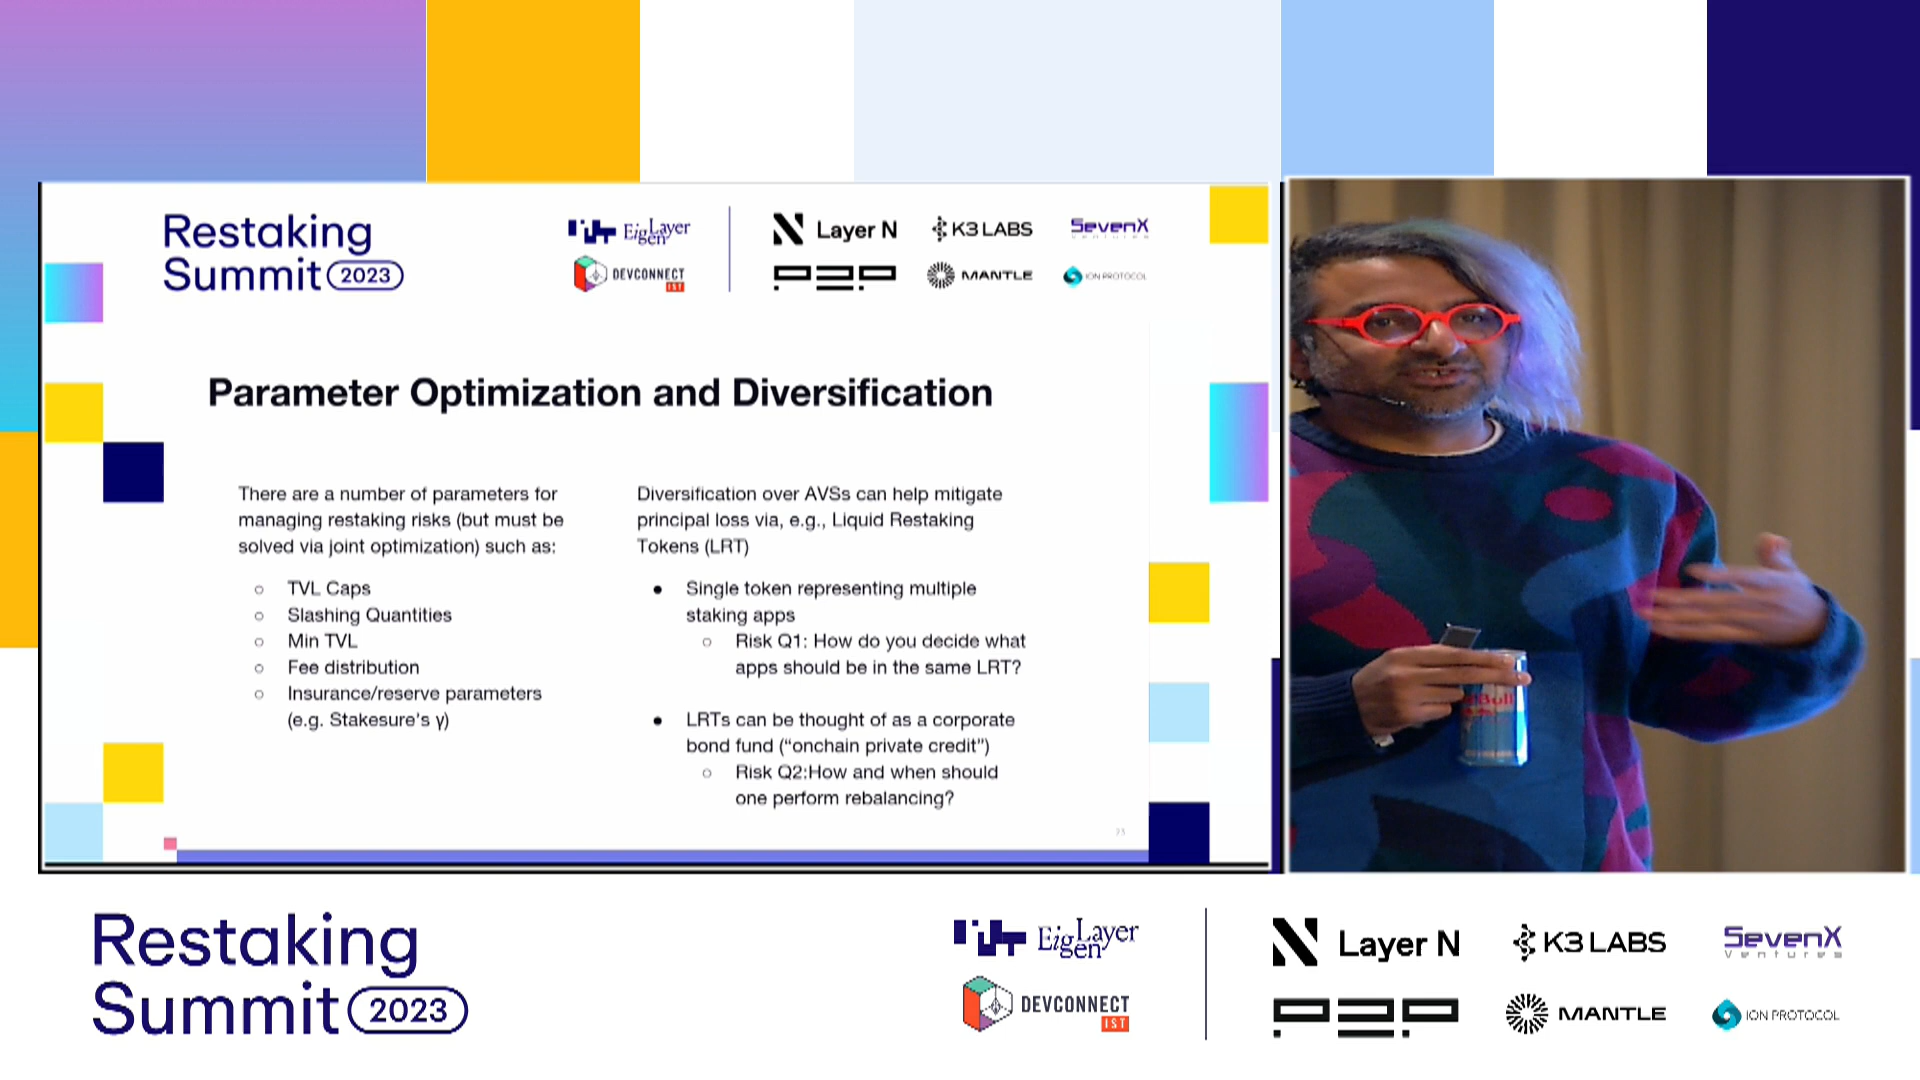 Restaking
Summit 2023
EigenLayer
DEVCONNECT
IST
Layer N
K3 LABS
SevenX
P2P
MANTLE
ION PROTOCOL
Parameter Optimization and Diversification
There are a number of parameters for
managing restaking risks (but must be
solved via joint optimization) such as:
○ TVL Caps
○ Slashing Quantities
○ Min TVL
○ Fee distribution
○ Insurance/reserve parameters
(e.g. Stakesure's γ)
Diversification over AVSs can help mitigate
principal loss via, e.g., Liquid Restaking
Tokens (LRT)
● Single token representing multiple
staking apps
○ Risk Q1: How do you decide what
apps should be in the same LRT?
● LRTs can be thought of as a corporate
bond fund (“onchain private credit”)
○ Risk Q2:How and when should
one perform rebalancing?
23
Bull
Restaking
Summit 2023
EigenLayer
DEVCONNECT
IST
Layer N
K3 LABS
SevenX
Ventures
P2P
MANTLE
ION PROTOCOL